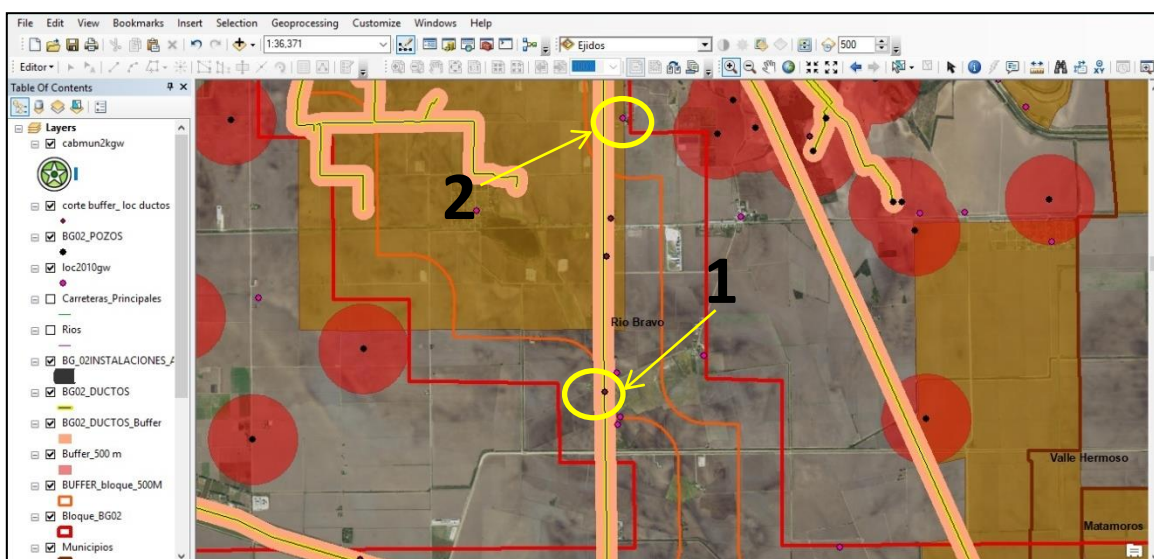 File Edit View Bookmarks Insert Selection Geoprocessing Customize Windows Help
1:36,371
Ejidos
500
Editor
Table Of Contents
Layers
cabmun2kgw
corte buffer_ loc ductos
BG02_POZOS
loc2010gw
Carreteras_Principales
Rios
BG_02INSTALACIONES_A
BG02_DUCTOS
BG02_DUCTOS_Buffer
Buffer_500 m
BUFFER_bloque_500M
Bloque_BG02
Municipios
2
1
Rio Bravo
Valle Hermoso
Matamoros